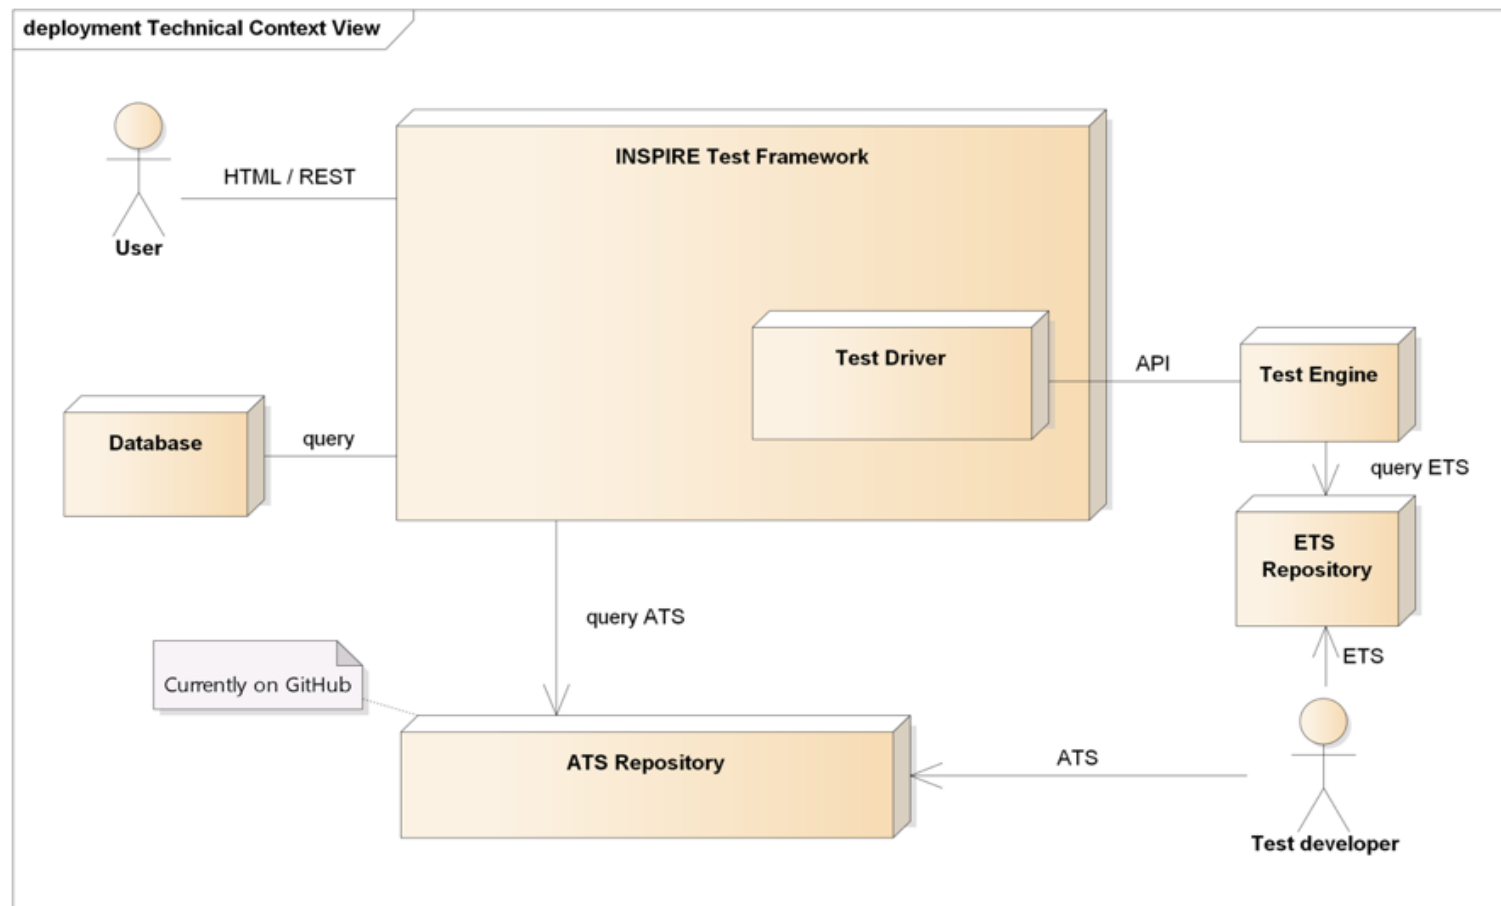 deployment Technical Context View
INSPIRE Test Framework
HTML / REST
User
Test Driver
API
Test Engine
Database
query
query ETS
ETS
Repository
query ATS
Currently on GitHub
ETS
ATS Repository
ATS
Test developer